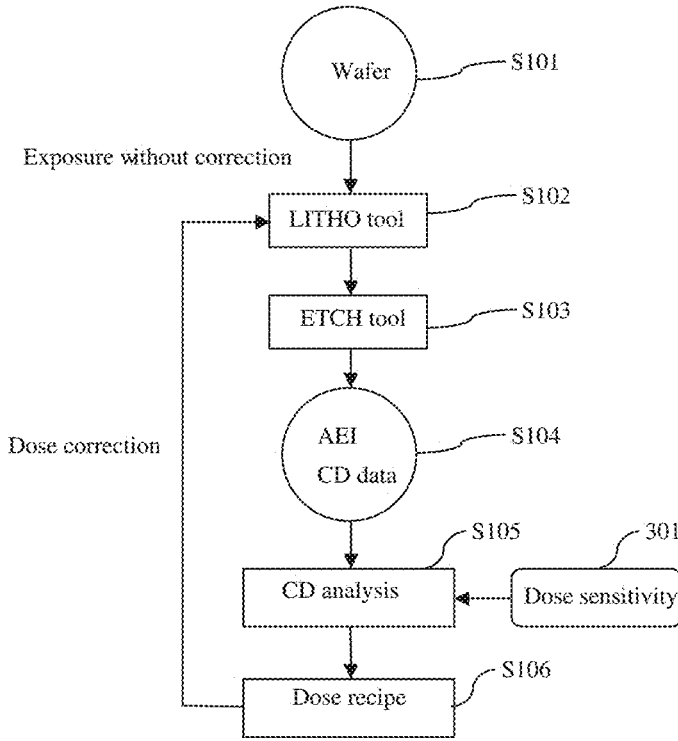 Wafer
S101
Exposure without correction
S102
LITHO tool
ETCH tool
S103
AEI
S104
Dose correction
CD data
S105
301
CD analysis
Dose sensitivity
S106
Dose recipe